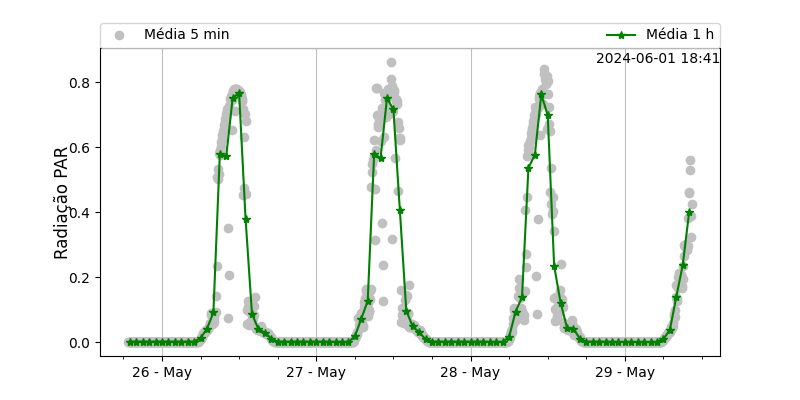 Média 5 min
Média 1 h
2024-06-01 18:41
Radiação PAR
0.8
0.6
0.4
0.2
0.0
26 - May
27 - May
28 - May
29 - May